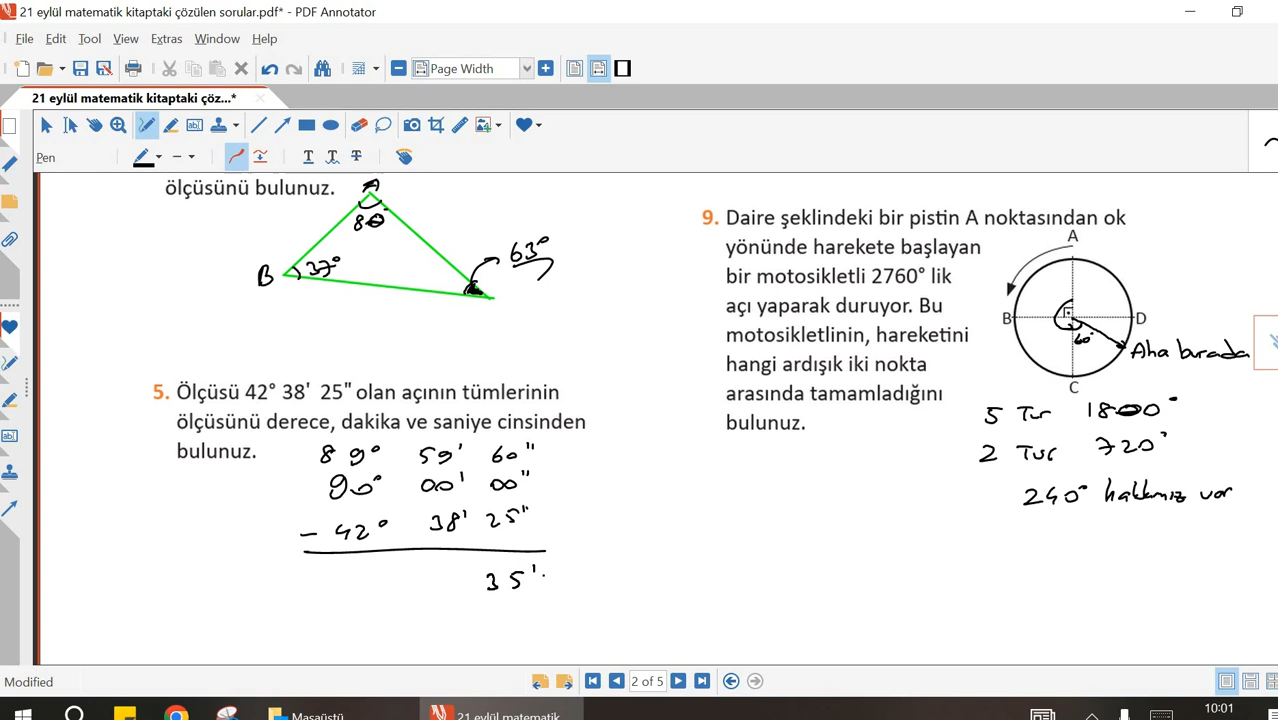 21 eylül matematik kitaptaki çözülen sorular.pdf* - PDF Annotator
File Edit Tool View Extras Window Help
Page Width
21 eylül matematik kitaptaki çöz...*
Pen
ölçüsünü bulunuz.
A
80°
B
37°
63°
5. Ölçüsü 42° 38' 25" olan açının tümlerinin
ölçüsünü derece, dakika ve saniye cinsinden
bulunuz.
89° 59' 60"
90° 00' 00"
- 42° 38' 25"
35'
9. Daire şeklindeki bir pistin A noktasından ok
yönünde harekete başlayan
bir motosikletli 2760° lik
açı yaparak duruyor. Bu
motosikletlinin, hareketini
hangi ardışık iki nokta
arasında tamamladığını
bulunuz.
A
B
D
60°
Aha burada
C
5 Tur 1800°
2 Tur 720°
240° hakkımız var
Modified
2 of 5
Masaüstü
21 eylül matematik
10:01